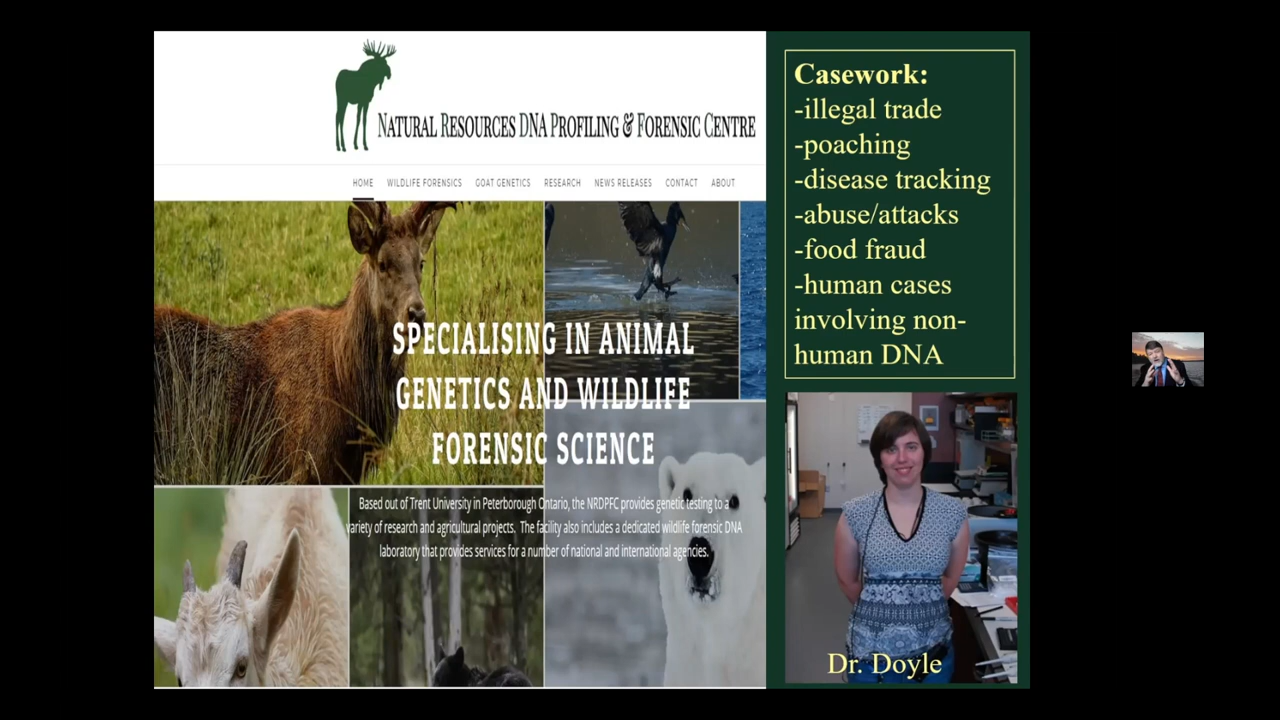 NATURAL RESOURCES DNA PROFILING & FORENSIC CENTRE
HOME WILDLIFE FORENSICS GOAT GENETICS RESEARCH NEWS RELEASES CONTACT ABOUT
SPECIALISING IN ANIMAL
GENETICS AND WILDLIFE
FORENSIC SCIENCE
Based out of Trent University in Peterborough Ontario, the NRDPFC provides genetic testing to a
variety of research and agricultural projects. The facility also includes a dedicated wildlife forensic DNA
laboratory that provides services for a number of national and international agencies.
Casework:
-illegal trade
-poaching
-disease tracking
-abuse/attacks
-food fraud
-human cases
involving non-
human DNA
Dr. Doyle